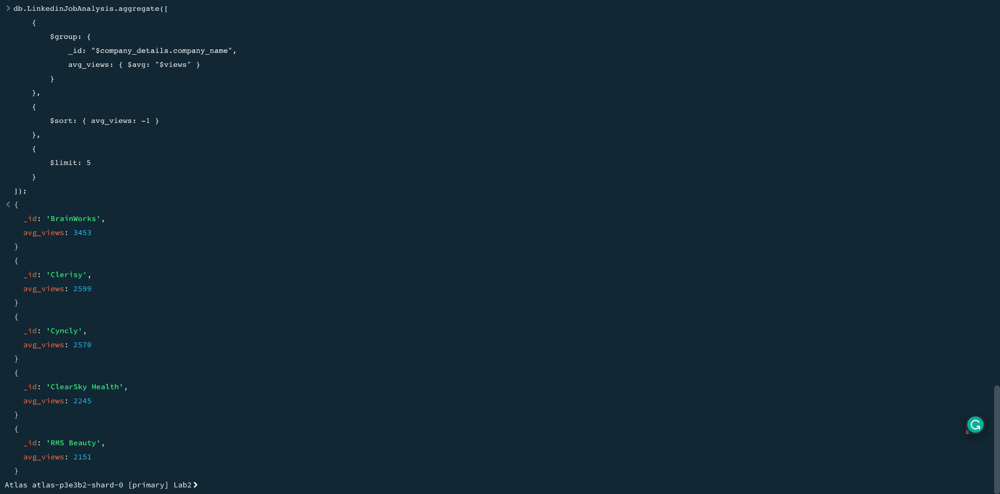 db.LinkedinJobAnalysis.aggregate([
{
$group: {
_id: "$company_details.company_name",
avg_views: { $avg: "$views" }
}
},
{
$sort: { avg_views: -1 }
},
{
$limit: 5
}
]);
{
_id: 'BrainWorks',
avg_views: 3453
}
{
_id: 'Clerisy',
avg_views: 2599
}
{
_id: 'Cyncly',
avg_views: 2570
}
{
_id: 'ClearSky Health',
avg_views: 2245
}
{
_id: 'RMS Beauty',
avg_views: 2151
}
Atlas atlas-p3e3b2-shard-0 [primary] Lab2>